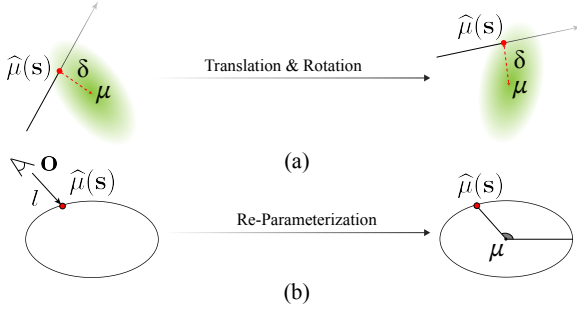 μ̂(s) δ μ
Translation & Rotation
μ̂(s) δ μ
(a)
O
l
μ̂(s)
Re-Parameterization
μ̂(s)
μ
(b)